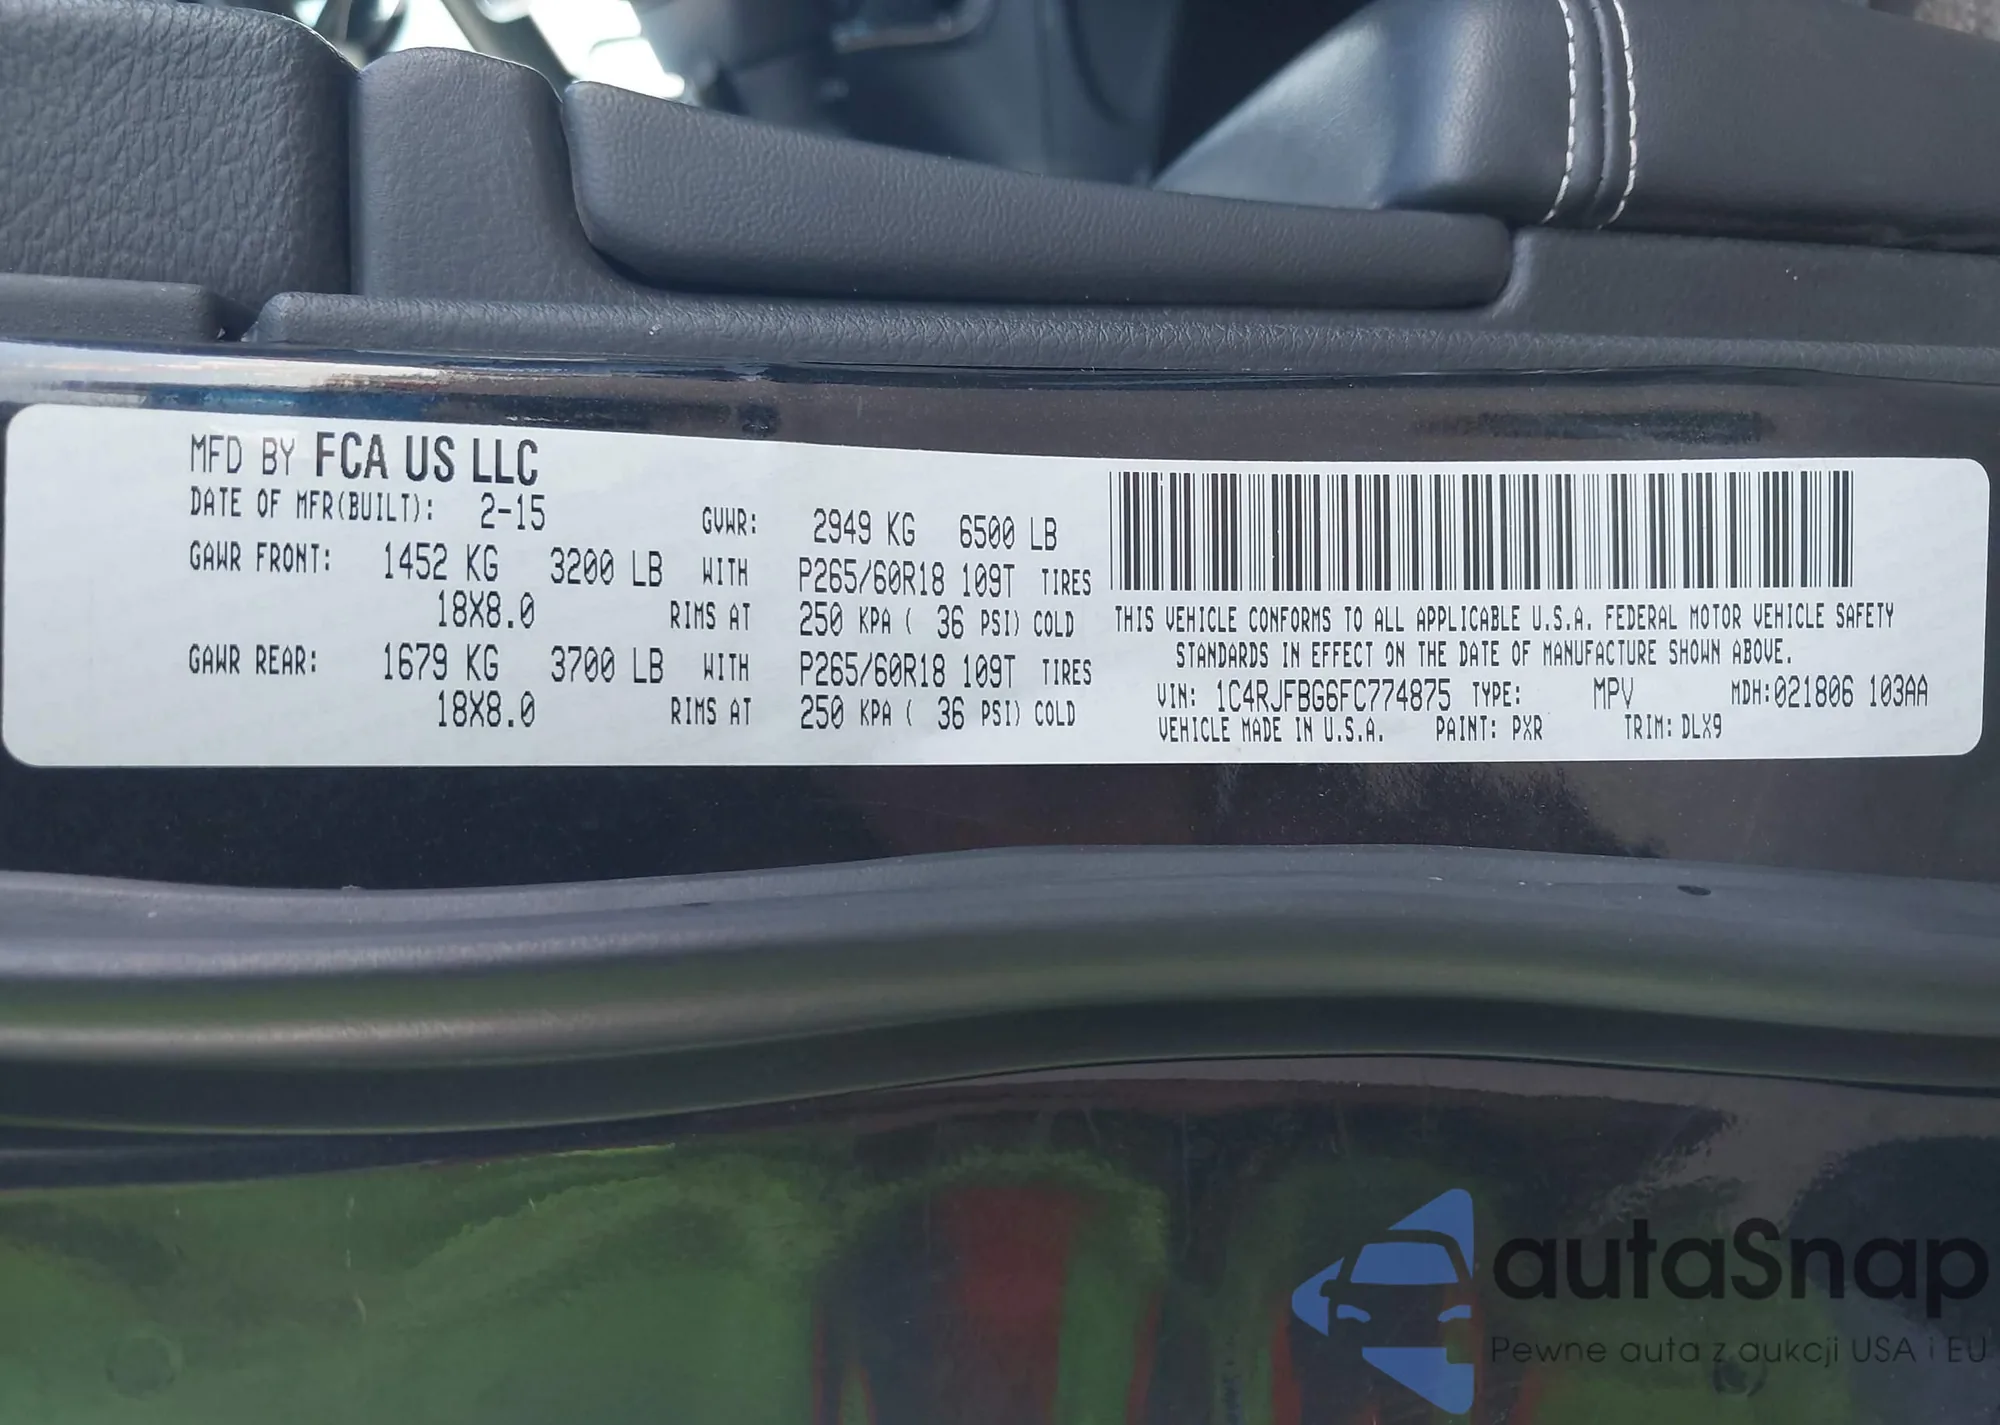 MFD BY FCA US LLC
DATE OF MFR(BUILT): 2-15 GVWR: 2949 KG 6500 LB
GAWR FRONT: 1452 KG 3200 LB WITH P265/60R18 109T TIRES
18X8.0 RIMS AT 250 KPA ( 36 PSI) COLD
GAWR REAR: 1679 KG 3700 LB WITH P265/60R18 109T TIRES
18X8.0 RIMS AT 250 KPA ( 36 PSI) COLD
THIS VEHICLE CONFORMS TO ALL APPLICABLE U.S.A. FEDERAL MOTOR VEHICLE SAFETY
STANDARDS IN EFFECT ON THE DATE OF MANUFACTURE SHOWN ABOVE.
VIN: 1C4RJFBG6FC774875 TYPE: MPV MDH:021806 103AA
VEHICLE MADE IN U.S.A. PAINT: PXR TRIM: DLX9
autaSnap
Pewne auta z aukcji USA i EU